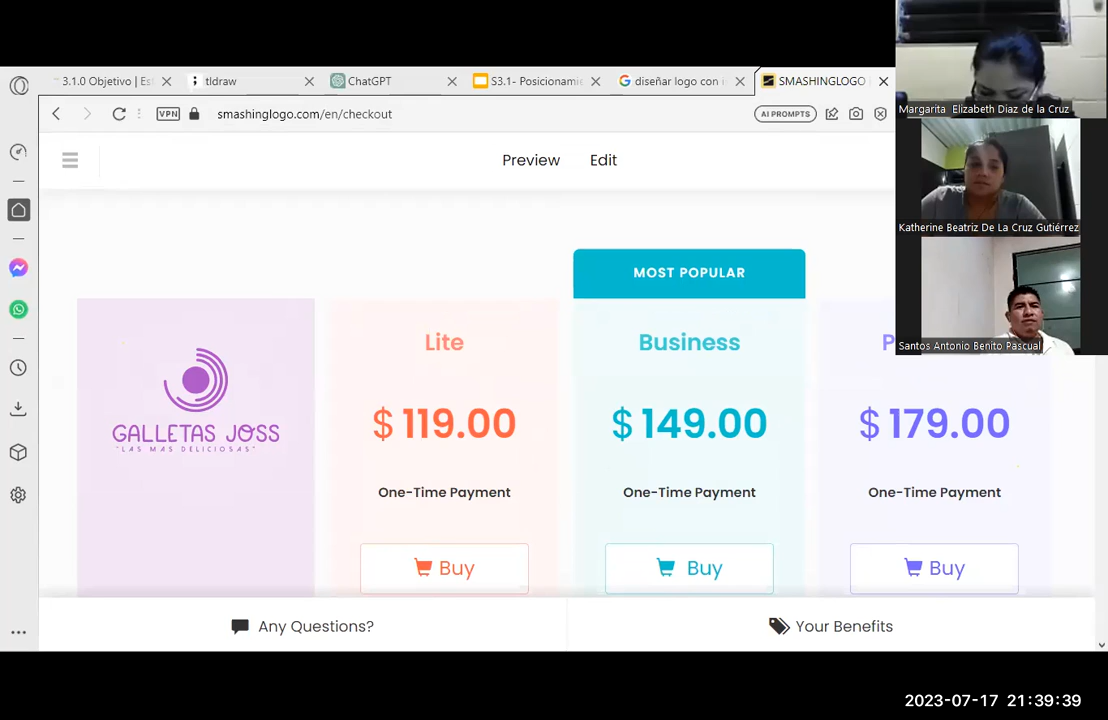 3.1.0 Objetivo | Es
tldraw
ChatGPT
S3.1- Posicionamie
diseñar logo con i
SMASHINGLOGO
VPN
smashinglogo.com/en/checkout
AI PROMPTS
Preview
Edit
Margarita Elizabeth Diaz de la Cruz
Katherine Beatriz De La Cruz Gutiérrez
Santos Antonio Benito Pascual
MOST POPULAR
Lite
Business
P
GALLETAS JOSS
"LAS MAS DELICIOSAS"
$ 119.00
$ 149.00
$ 179.00
One-Time Payment
One-Time Payment
One-Time Payment
Buy
Buy
Buy
Any Questions?
Your Benefits
2023-07-17 21:39:39